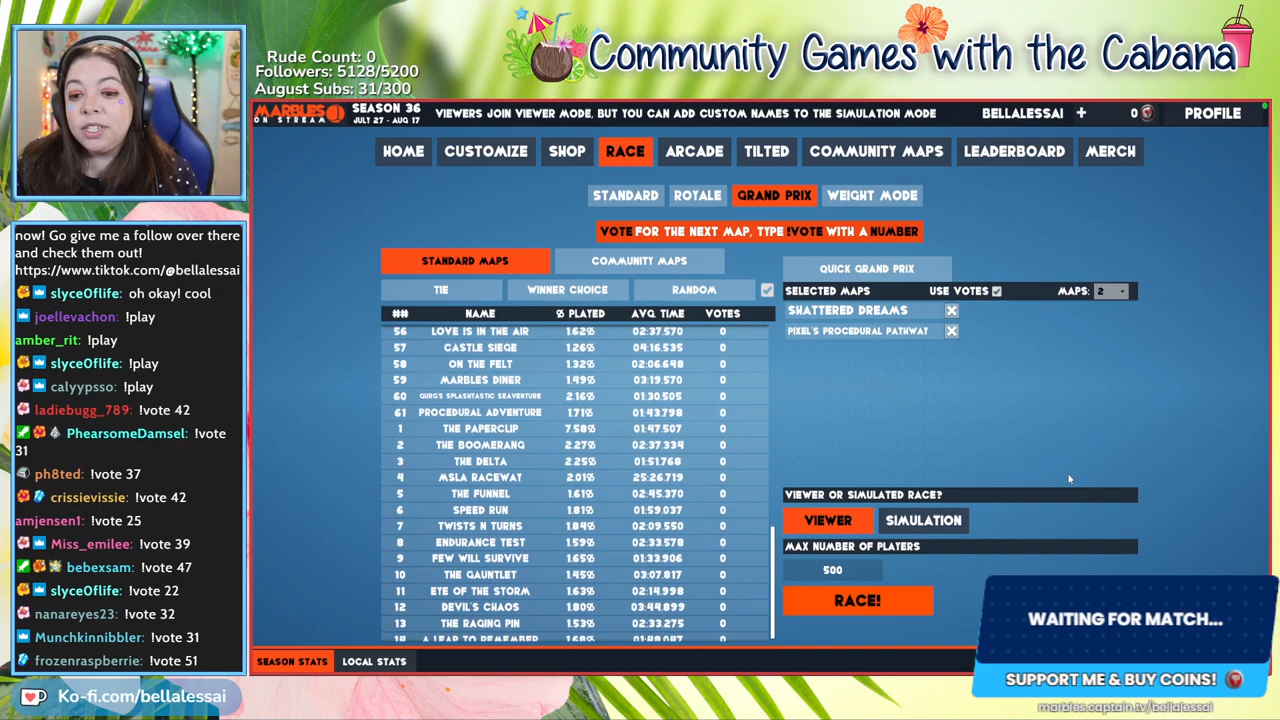 Community Games with the Cabana
Rude Count: 0
Followers: 5128/5200
August Subs: 31/300
MARBLES
ON STREAM
SEASON 36
JULY 27 - AUG 17
VIEWERS JOIN VIEWER MODE, BUT YOU CAN ADD CUSTOM NAMES TO THE SIMULATION MODE
BELLALESSAI +
0
PROFILE
HOME
CUSTOMIZE
SHOP
RACE
ARCADE
TILTED
COMMUNITY MAPS
LEADERBOARD
MERCH
STANDARD
ROYALE
GRAND PRIX
WEIGHT MODE
VOTE FOR THE NEXT MAP, TYPE !VOTE WITH A NUMBER
STANDARD MAPS
COMMUNITY MAPS
TIE
WINNER CHOICE
RANDOM
## NAME % PLAYED AVG. TIME VOTES
56 LOVE IS IN THE AIR 1.62% 02:37.570 0
57 CASTLE SIEGE 1.26% 04:16.535 0
58 ON THE FELT 1.32% 02:06.648 0
59 MARBLES DINER 1.49% 03:19.570 0
60 GURG'S SPLASHTASTIC SEAVENTURE 2.16% 01:30.505 0
61 PROCEDURAL ADVENTURE 1.71% 01:43.798 0
1 THE PAPERCLIP 7.58% 01:47.507 0
2 THE BOOMERANG 2.27% 02:37.334 0
3 THE DELTA 2.25% 01:51.768 0
4 MSLA RACEWAY 2.01% 25:26.719 0
5 THE FUNNEL 1.61% 02:45.370 0
6 SPEED RUN 1.81% 01:59.037 0
7 TWISTS N TURNS 1.84% 02:09.550 0
8 ENDURANCE TEST 1.59% 02:33.578 0
9 FEW WILL SURVIVE 1.65% 01:33.906 0
10 THE GAUNTLET 1.45% 03:07.817 0
11 EYE OF THE STORM 1.63% 02:14.998 0
12 DEVIL'S CHAOS 1.80% 03:44.899 0
13 THE RAGING PIN 1.53% 02:33.275 0
14 A LEAP TO REMEMBER 1.68% 01:48.047 0
QUICK GRAND PRIX
SELECTED MAPS USE VOTES MAPS: 2
SHATTERED DREAMS
PIXEL'S PROCEDURAL PATHWAY
VIEWER OR SIMULATED RACE?
VIEWER
SIMULATION
MAX NUMBER OF PLAYERS
500
RACE!
SEASON STATS
LOCAL STATS
WAITING FOR MATCH...
SUPPORT ME & BUY COINS!
marbles.captain.tv/bellalessai
now! Go give me a follow over there
and check them out!
https://www.tiktok.com/@bellalessai
slyce0flife: oh okay! cool
joellevachon: !play
amber_rit: !play
slyce0flife: !play
calyypsso: !play
ladiebugg_789: !vote 42
PhearsomeDamsel: !vote
31
ph8ted: !vote 37
crissievissie: !vote 42
amjensen1: !vote 25
Miss_emilee: !vote 39
bebexsam: !vote 47
slyce0flife: !vote 22
nanareyes23: !vote 32
Munchkinnibbler: !vote 31
frozenraspberrie: !vote 51
Ko-fi.com/bellalessai